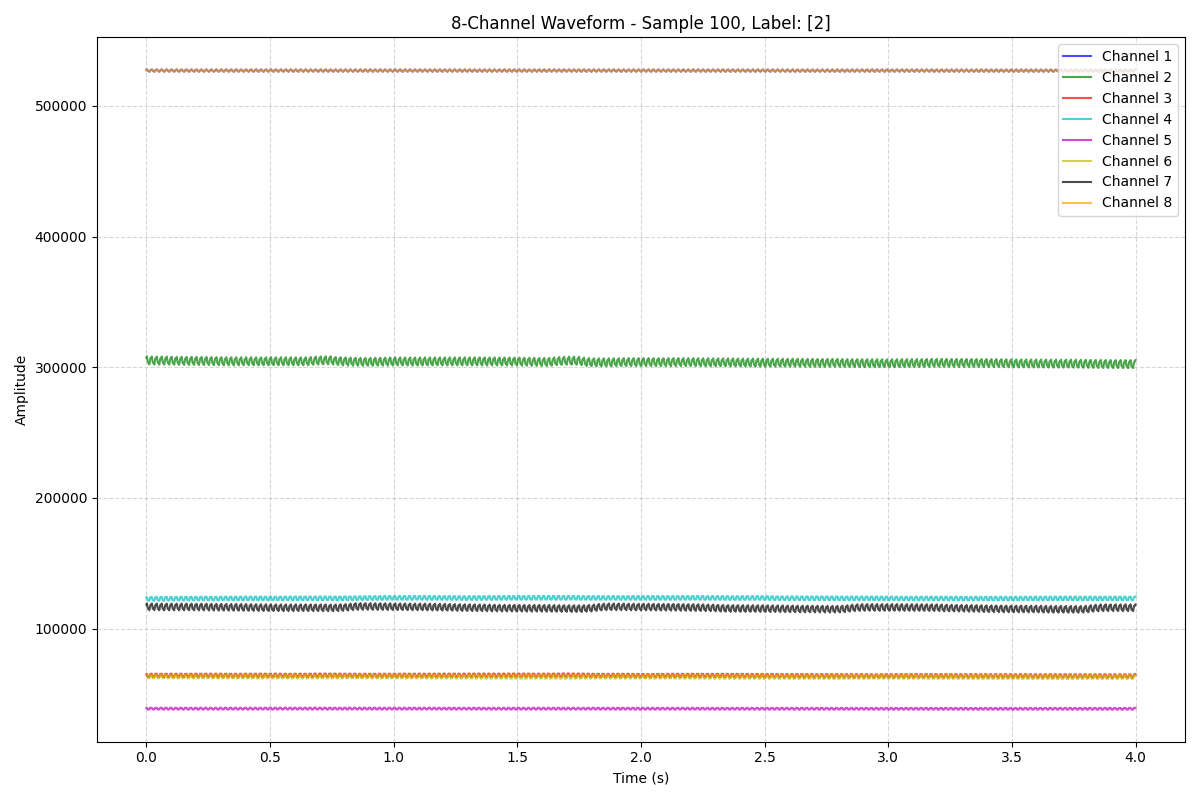 8-Channel Waveform - Sample 100, Label: [2]
Channel 1
Channel 2
Channel 3
Channel 4
Channel 5
Channel 6
Channel 7
Channel 8
500000
400000
300000
200000
100000
Amplitude
0.0 0.5 1.0 1.5 2.0 2.5 3.0 3.5 4.0
Time (s)